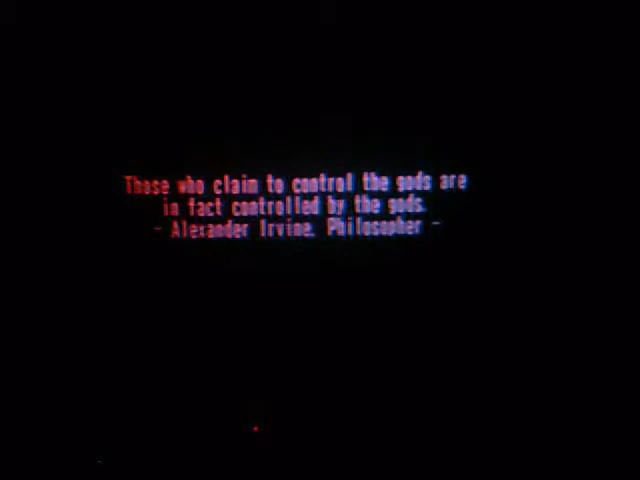 Those who claim to control the gods are
in fact controlled by the gods.
- Alexander Irvine, Philosopher -